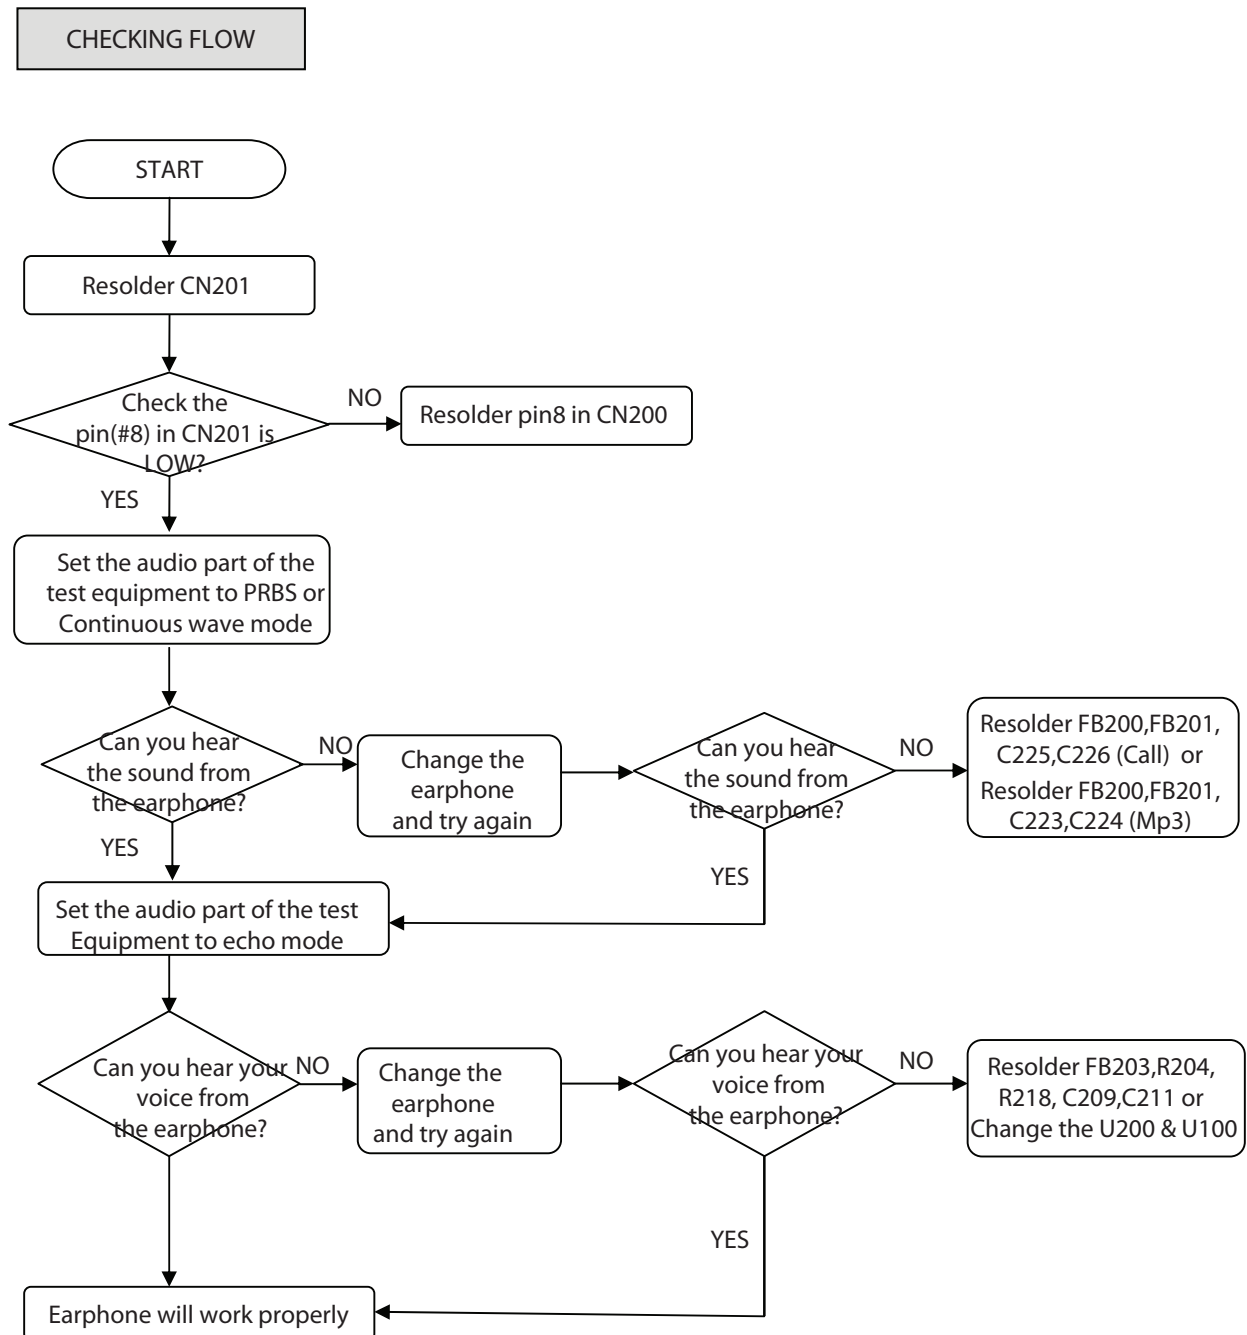 CHECKING FLOW
START
Resolder CN201
Check the
pin(#8) in CN201 is
LOW?
NO
Resolder pin8 in CN200
YES
Set the audio part of the
test equipment to PRBS or
Continuous wave mode
Can you hear
the sound from
the earphone?
NO
Change the
earphone
and try again
Can you hear
the sound from
the earphone?
NO
Resolder FB200,FB201,
C225,C226 (Call) or
Resolder FB200,FB201,
C223,C224 (Mp3)
YES
YES
Set the audio part of the test
Equipment to echo mode
Can you hear your
voice from
the earphone?
NO
Change the
earphone
and try again
Can you hear your
voice from
the earphone?
NO
Resolder FB203,R204,
R218, C209,C211 or
Change the U200 & U100
YES
Earphone will work properly